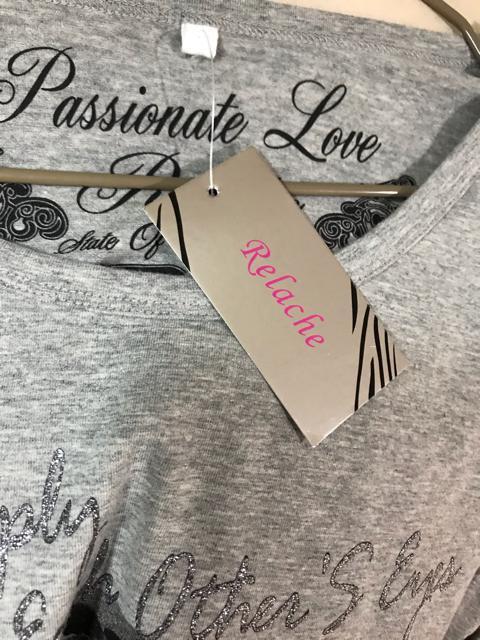 Passionate Love
State Of
Relache
Other'S Eyes